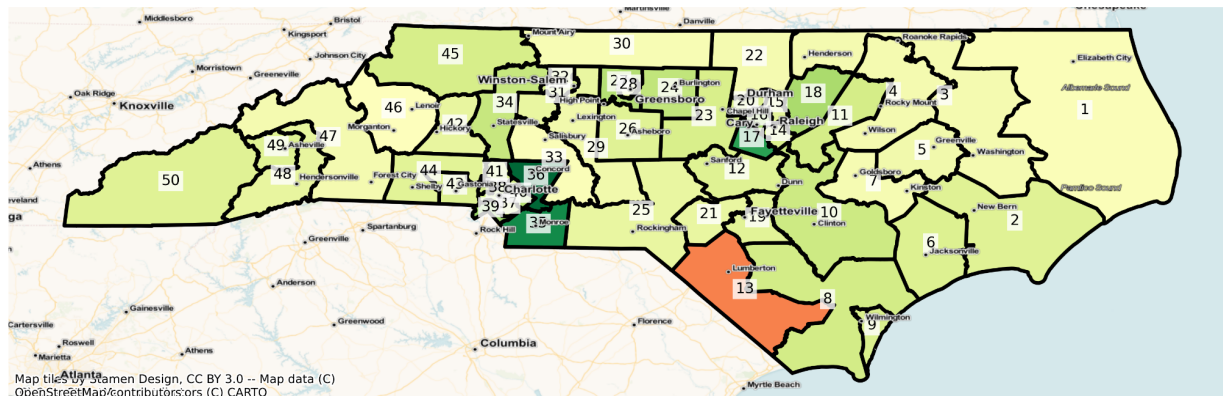 Martinsville
Chesapeake
Middlesboro
Bristol
Danville
Kingsport
Mount Airy
Roanoke Rapids
30
45
22
Johnson City
Henderson
Elizabeth City
Morristown
Greeneville
Winston-Salem
32
28
24
Burlington
Durham
18
4
3
Albemarle Sound
Oak Ridge
Knoxville
46
Lenoir
34
31
High Point
Greensboro
Chapel Hill
Rocky Mount
1
Morganton
42
Hickory
Statesville
Lexington
26
Asheboro
23
Cary
Raleigh
11
47
17
14
Wilson
49
Asheville
Salisbury
29
5
Greenville
Washington
Athens
33
Sanford
12
50
48
Hendersonville
Forest City
44
Shelby
43
Gastonia
41
36
Concord
Dunn
Goldsboro
7
Kinston
Pamlico Sound
Charlotte
37
39
35
Monroe
25
21
Fayetteville
10
Clinton
New Bern
2
Rock Hill
Rockingham
Spartanburg
Greenville
6
Jacksonville
Lumberton
13
8
Anderson
Gainesville
9
Wilmington
Cartersville
Greenwood
Florence
Roswell
Marietta
Athens
Columbia
Atlanta
Myrtle Beach
Map tiles by Stamen Design, CC BY 3.0 -- Map data (C)
OpenStreetMap contributors ors (C) CARTO